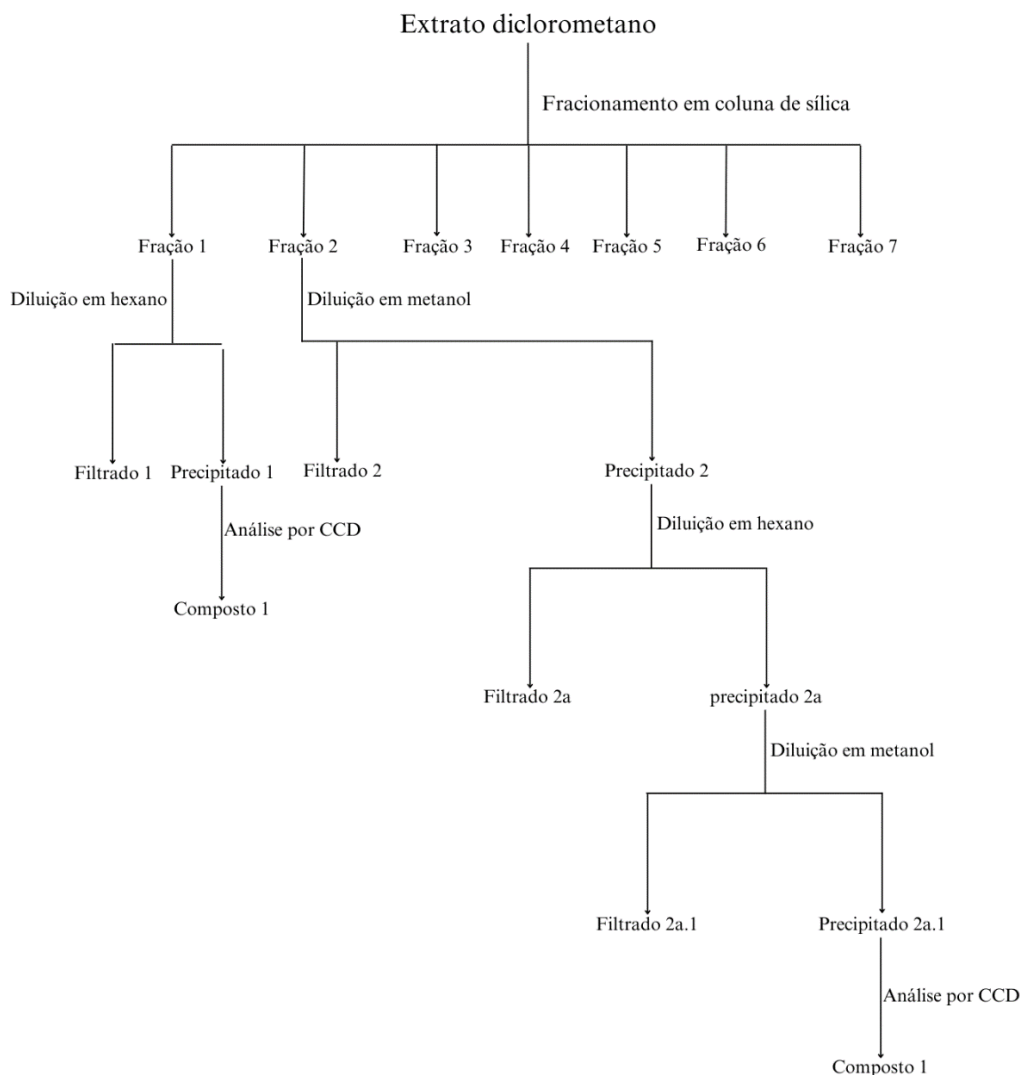 Extrato diclorometano
Fracionamento em coluna de sílica
Fração 1
Fração 2
Fração 3
Fração 4
Fração 5
Fração 6
Fração 7
Diluição em hexano
Diluição em metanol
Filtrado 1
Precipitado 1
Filtrado 2
Precipitado 2
Análise por CCD
Diluição em hexano
Composto 1
Filtrado 2a
precipitado 2a
Diluição em metanol
Filtrado 2a.1
Precipitado 2a.1
Análise por CCD
Composto 1